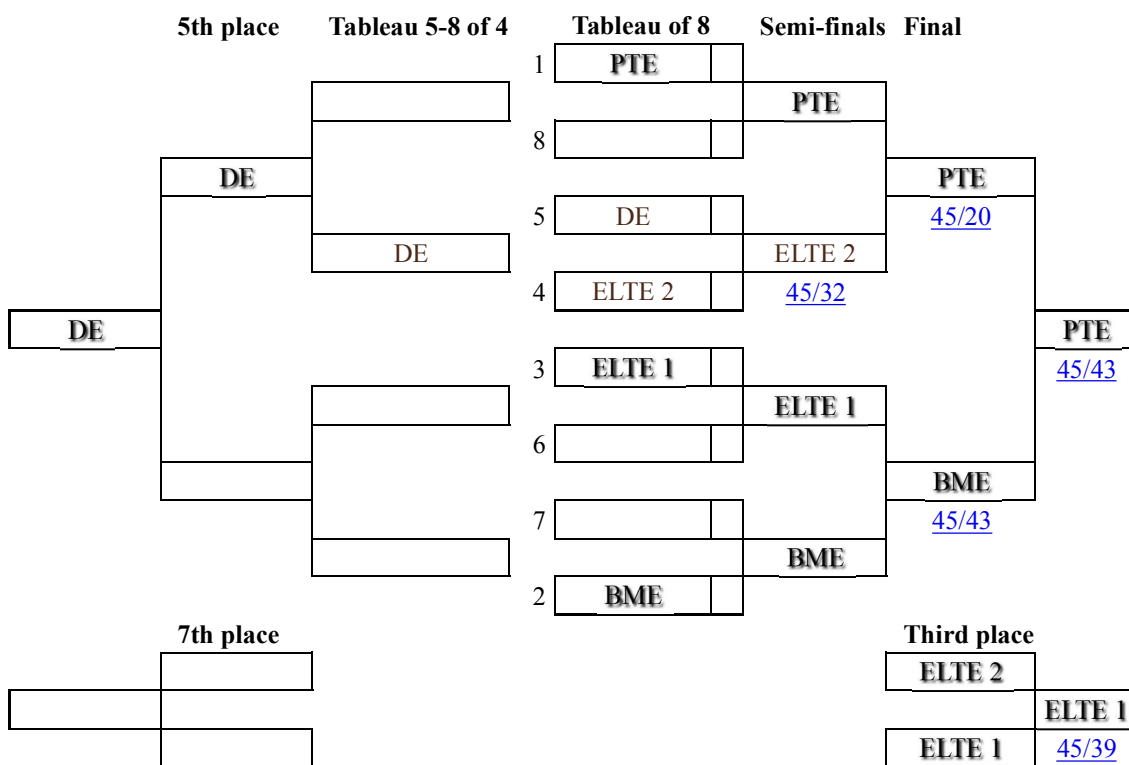 5th place Tableau 5-8 of 4 Tableau of 8 Semi-finals Final
1 PTE
PTE
8
DE PTE
5 DE 45/20
DE ELTE 2
4 ELTE 2 45/32
DE PTE
3 ELTE 1 45/43
ELTE 1
6
BME
7 45/43
BME
2 BME
7th place Third place
ELTE 2
ELTE 1
ELTE 1 45/39